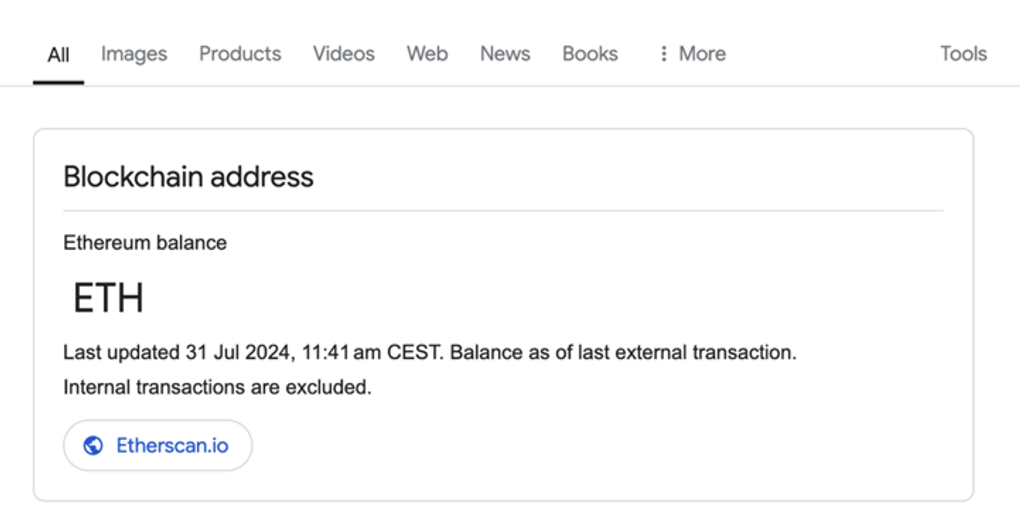 All Images Products Videos Web News Books More Tools
Blockchain address
Ethereum balance
ETH
Last updated 31 Jul 2024, 11:41 am CEST. Balance as of last external transaction.
Internal transactions are excluded.
Etherscan.io